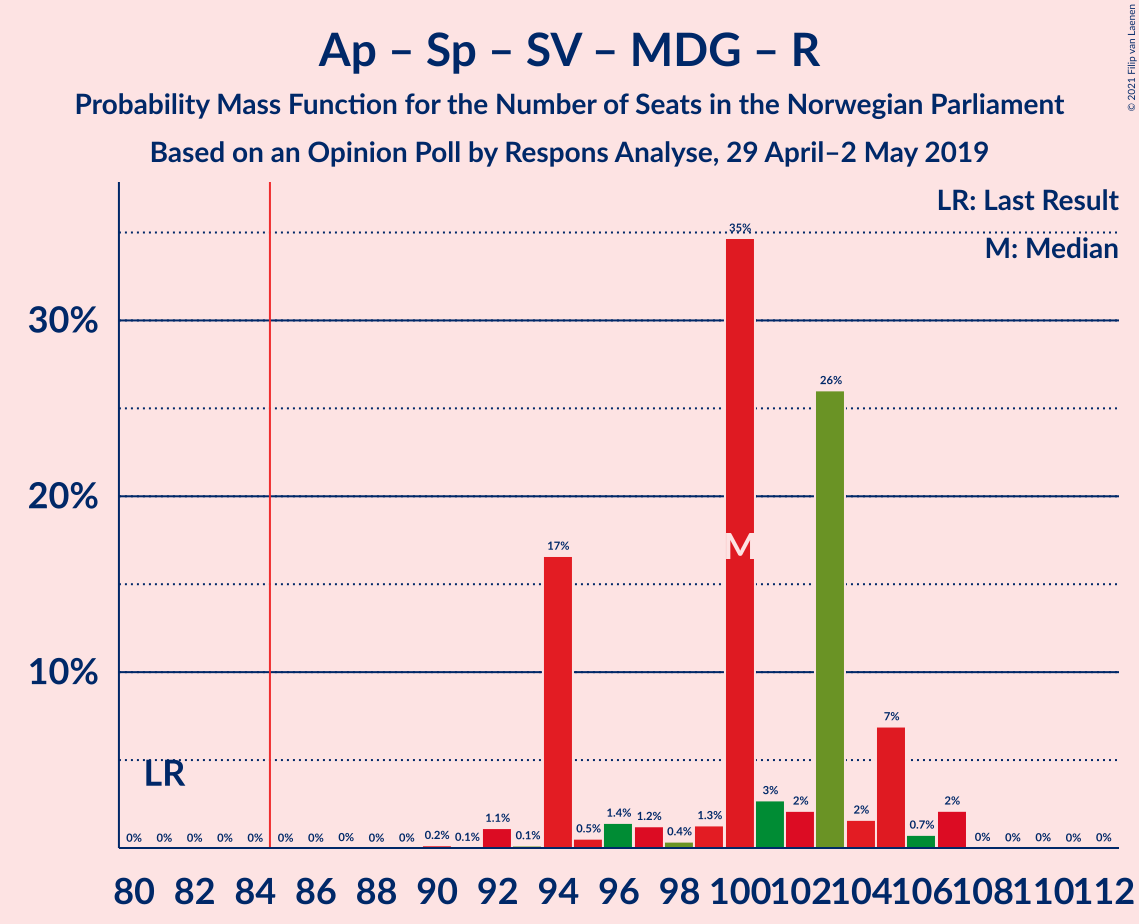 Ap – Sp – SV – MDG – R
Probability Mass Function for the Number of Seats in the Norwegian Parliament
Based on an Opinion Poll by Respons Analyse, 29 April–2 May 2019
© 2021 Filip van Laenen
LR: Last Result
M: Median
30%
20%
10%
LR
M
0% 0% 0% 0% 0% 0% 0% 0% 0% 0% 0.2% 0.1% 1.1% 0.1% 17% 0.5% 1.4% 1.2% 0.4% 1.3% 35% 3% 2% 26% 2% 7% 0.7% 2% 0% 0% 0% 0% 0%
80 82 84 86 88 90 92 94 96 98 100 102 104 106 108 110 112